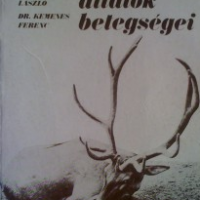 LÁSZLÓ
DR. KEMENES
FERENC
állatok
betegségei